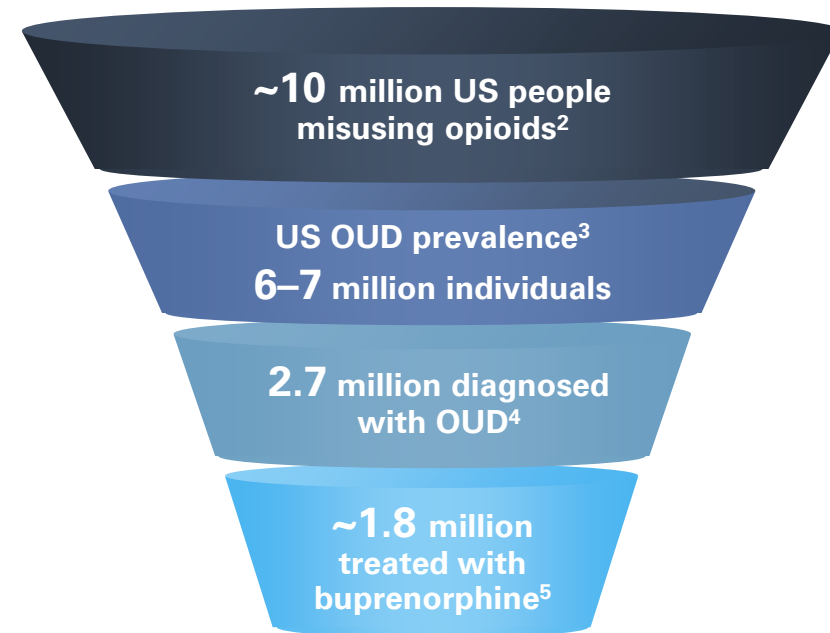 ~10 million US people
misusing opioids²
US OUD prevalence³
6–7 million individuals
2.7 million diagnosed
with OUD⁴
~1.8 million
treated with
buprenorphine⁵